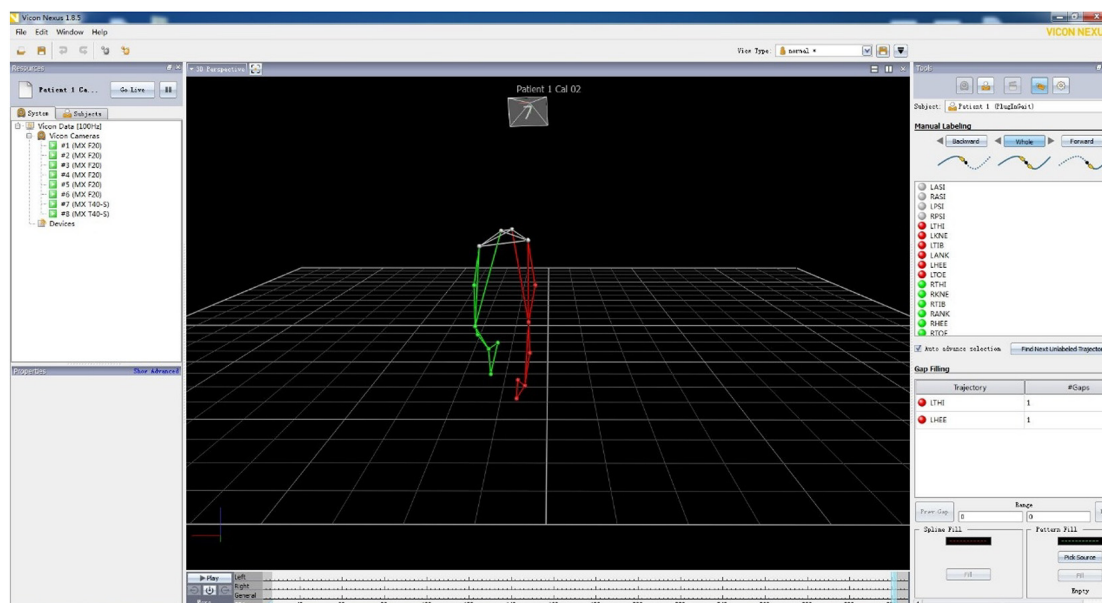 Vicon Nexus 1.8.5
File Edit Window Help
VICON NEXU
View Type: normal *
Resources
Patient 1 Ca... Go Live
System Subjects
Vicon Data (100Hz)
Vicon Cameras
#1 (MX F20)
#2 (MX F20)
#3 (MX F20)
#4 (MX F20)
#5 (MX F20)
#6 (MX F20)
#7 (MX T40-S)
#8 (MX T40-S)
Devices
Properties Show Advanced
3D Perspective
Patient 1 Cal 02
7
Tools
Subject: Patient 1 (PlugInGait)
Manual Labeling
Backward Whole Forward
LASI
RASI
LPSI
RPSI
LTHI
LKNE
LTIB
LANK
LHEE
LTOE
RTHI
RKNE
RTIB
RANK
RHEE
RTOE
Auto advance selection Find Next Unlabeled Trajector
Gap Filling
Trajectory #Gaps
LTHI 1
LHEE 1
Prev Gap Range
0 0
Spline Fill Pattern Fill
Pick Source
Fill Fill
Empty
Play Left
Right
General